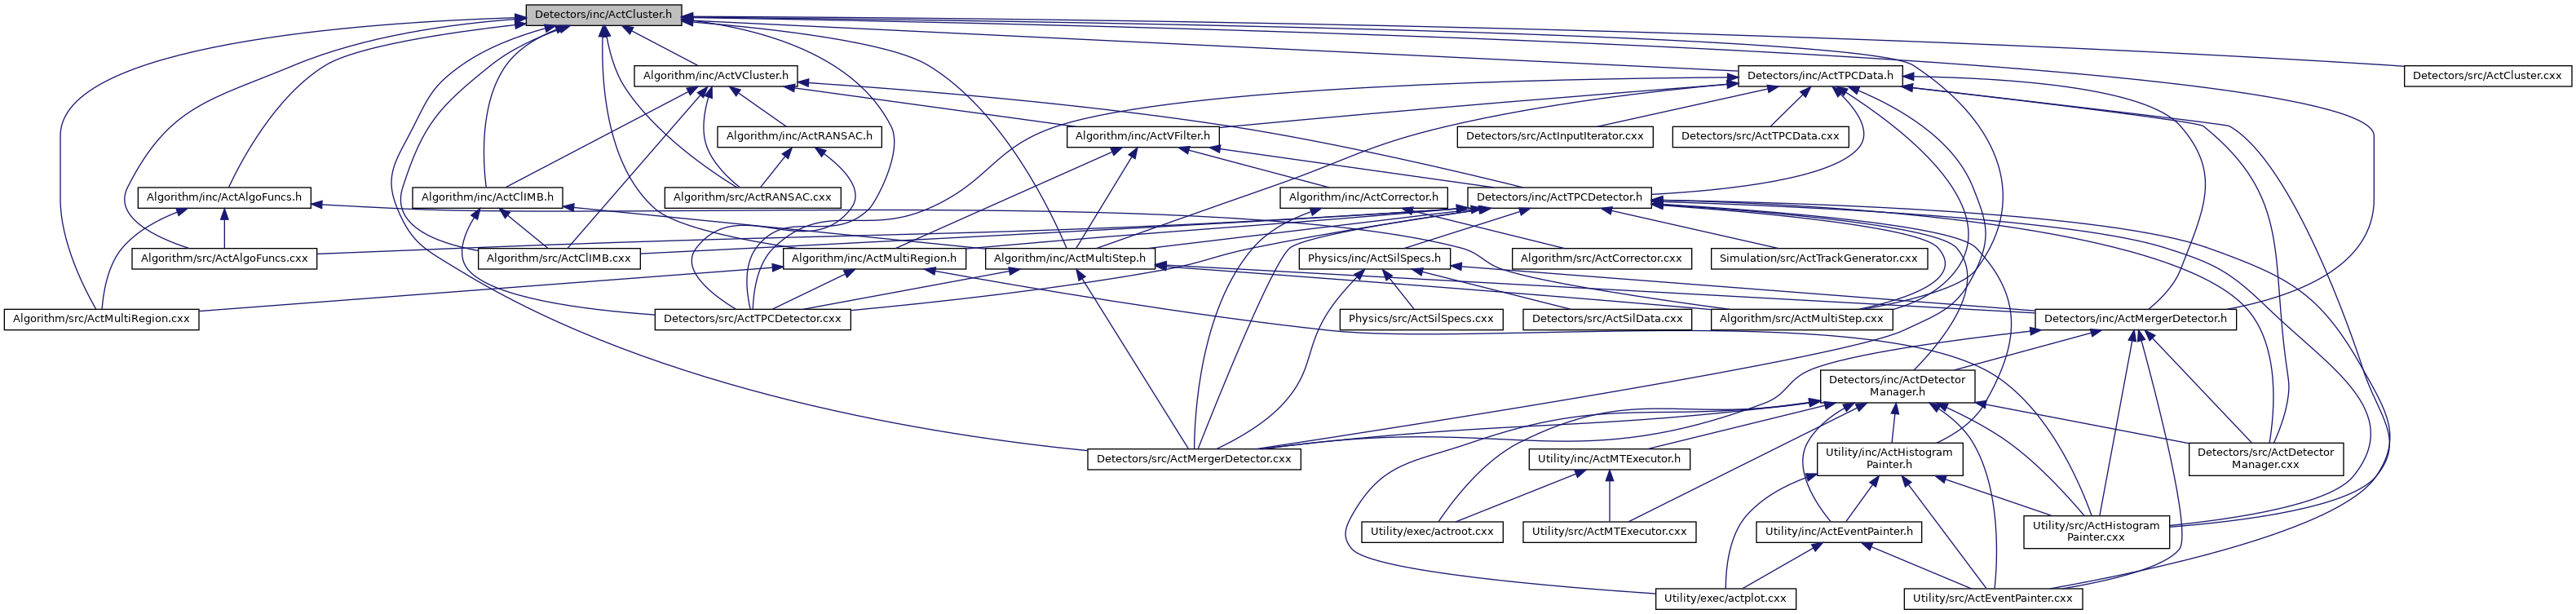 Detectors/inc/ActCluster.h
Algorithm/inc/ActVCluster.h
Detectors/inc/ActTPCData.h
Detectors/src/ActCluster.cxx
Algorithm/inc/ActRANSAC.h
Algorithm/inc/ActVFilter.h
Detectors/src/ActInputIterator.cxx
Detectors/src/ActTPCData.cxx
Algorithm/inc/ActAlgoFuncs.h
Algorithm/inc/ActClIMB.h
Algorithm/src/ActRANSAC.cxx
Algorithm/inc/ActCorrector.h
Detectors/inc/ActTPCDetector.h
Algorithm/src/ActAlgoFuncs.cxx
Algorithm/src/ActClIMB.cxx
Algorithm/inc/ActMultiRegion.h
Algorithm/inc/ActMultiStep.h
Physics/inc/ActSilSpecs.h
Algorithm/src/ActCorrector.cxx
Simulation/src/ActTrackGenerator.cxx
Algorithm/src/ActMultiRegion.cxx
Detectors/src/ActTPCDetector.cxx
Physics/src/ActSilSpecs.cxx
Detectors/src/ActSilData.cxx
Algorithm/src/ActMultiStep.cxx
Detectors/inc/ActMergerDetector.h
Detectors/inc/ActDetector
Manager.h
Detectors/src/ActMergerDetector.cxx
Utility/inc/ActMTExecutor.h
Utility/inc/ActHistogram
Painter.h
Detectors/src/ActDetector
Manager.cxx
Utility/exec/actroot.cxx
Utility/src/ActMTExecutor.cxx
Utility/inc/ActEventPainter.h
Utility/src/ActHistogram
Painter.cxx
Utility/exec/actplot.cxx
Utility/src/ActEventPainter.cxx